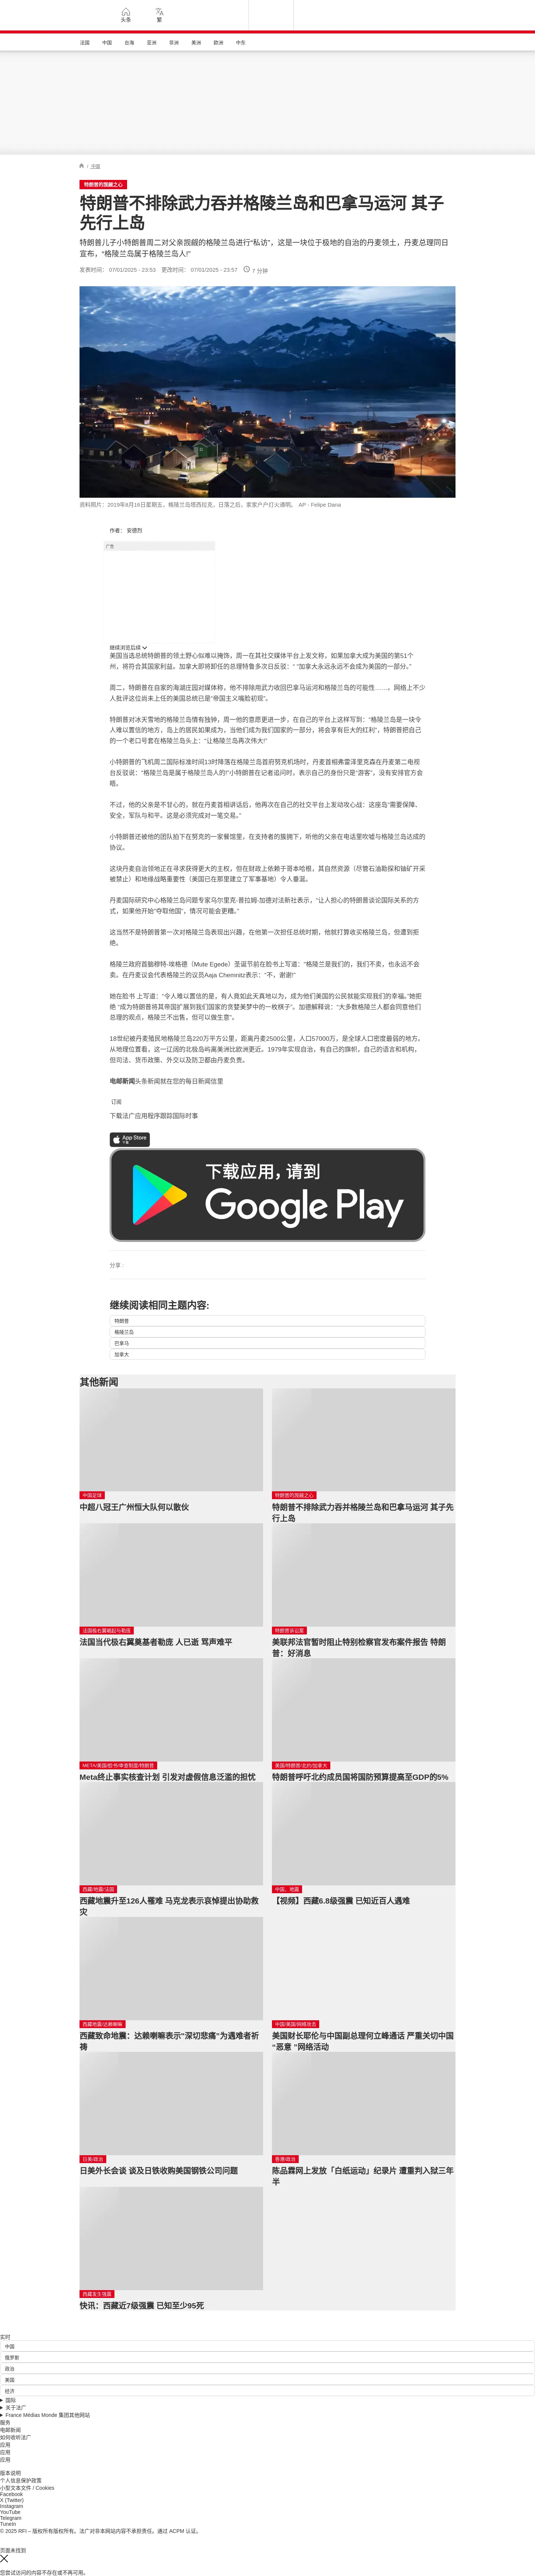 头条
繁
法国
中国
台海
亚洲
非洲
美洲
欧洲
中东
/ 中国
特朗普的觊觎之心
特朗普不排除武力吞并格陵兰岛和巴拿马运河 其子
先行上岛
特朗普儿子小特朗普周二对父亲觊觎的格陵兰岛进行“私访”，这是一块位于极地的自治的丹麦领土，丹麦总理同日
宣布，“格陵兰岛属于格陵兰岛人!”
发表时间： 07/01/2025 - 23:53 更改时间： 07/01/2025 - 23:57 7 分钟
资料照片：2019年8月16日星期五，格陵兰岛塔西拉克，日落之后，客家户户灯火通明。 AP - Felipe Dana
作者： 安德烈
广告
继续浏览后续
美国当选总统特朗普的领土野心似难以掩饰，周一在其社交媒体平台上发文称，如果加拿大成为美国的第51个
州，将符合其国家利益。加拿大即将卸任的总理特鲁多次日反驳：“ “加拿大永远永远不会成为美国的一部分。”
周二，特朗普在自家的海湖庄园对媒体称，他不排除用武力收回巴拿马运河和格陵兰岛的可能性……。网络上不少
人批评这位尚未上任的美国总统已是“帝国主义嘴脸初现”。
特朗普对冰天雪地的格陵兰岛情有独钟，周一他的意愿更进一步，在自己的平台上这样写到：“格陵兰岛是一块令
人难以置信的地方，岛上的居民如果成为，当他们成为我们国家的一部分，将会享有巨大的红利”，特朗普把自己
的一个老口号套在格陵兰岛头上：“让格陵兰岛再次伟大!”
小特朗普的飞机周二国际标准时间13时降落在格陵兰岛首府努克机场时，丹麦首相弗雷泽里克森在丹麦第二电视
台反驳说：“格陵兰岛是属于格陵兰岛人的!”小特朗普在记者追问时，表示自己的身份只是“游客”，没有安排官方会
晤。
不过，他的父亲是不甘心的，就在丹麦首相讲话后，他再次在自己的社交平台上发动攻心战：这座岛“需要保障、
安全，军队与和平。这是必须完成对一笔交易。”
小特朗普还被他的团队拍下在努克的一家餐馆里，在支持者的簇拥下，听他的父亲在电话里吹嘘与格陵兰岛达成的
协议。
这块丹麦自治领地正在寻求获得更大的主权，但在财政上依赖于哥本哈根，其自然资源（尽管石油勘探和铀矿开采
被禁止）和地缘战略重要性（美国已在那里建立了军事基地）令人垂涎。
丹麦国际研究中心格陵兰岛问题专家乌尔里克-普拉姆·加德对法新社表示，“让人担心的特朗普谈论国际关系的方
式，如果他开始“夺取他国”，情况可能会更糟。”
这当然不是特朗普第一次对格陵兰岛表现出兴趣，在他第一次担任总统时期，他就打算收买格陵兰岛，但遭到拒
绝。
格陵兰政府首脑穆特·埃格德（Mute Egede）圣诞节前在脸书上写道：“格陵兰是我们的，我们不卖，也永远不会
卖。在丹麦议会代表格陵兰的议员Aaja Chemnitz表示：“不，谢谢!”
她在脸书 上写道：“令人难以置信的是，有人竟如此天真地以为，成为他们美国的公民就能实现我们的幸福。”她拒
绝 “成为特朗普将其帝国扩展到我们国家的贪婪美梦中的一枚棋子”。加德解释说：“大多数格陵兰人都会同意他们
总理的观点，格陵兰不出售，但可以做生意”。
18世纪被丹麦殖民地格陵兰岛220万平方公里，距离丹麦2500公里，人口57000万，是全球人口密度最弱的地方。
从地理位置看，这一辽阔的北极岛屿离美洲比欧洲更近。1979年实现自治，有自己的旗帜，自己的语言和机构，
但司法、货币政策、外交以及防卫都由丹麦负责。
电邮新闻头条新闻就在您的每日新闻信里
订阅
下载法广应用程序跟踪国际时事
App Store
下载
下载应用，请到
Google Play
分享 :
继续阅读相同主题内容:
特朗普
格陵兰岛
巴拿马
加拿大
其他新闻
中国足球
中超八冠王广州恒大队何以散伙
特朗普的觊觎之心
特朗普不排除武力吞并格陵兰岛和巴拿马运河 其子先
行上岛
法国极右翼崛起与勒庞
法国当代极右翼奠基者勒庞 人已逝 骂声难平
特朗普诉讼案
美联邦法官暂时阻止特别检察官发布案件报告 特朗
普：好消息
META/美国/脸书/审查制度/特朗普
Meta终止事实核查计划 引发对虚假信息泛滥的担忧
美国/特朗普/北约/加拿大
特朗普呼吁北约成员国将国防预算提高至GDP的5%
西藏/地震/法国
西藏地震升至126人罹难 马克龙表示哀悼提出协助救
灾
中国、地震
【视频】西藏6.8级强震 已知近百人遇难
西藏地震/达赖喇嘛
西藏致命地震：达赖喇嘛表示"深切悲痛"为遇难者祈
祷
中国/美国/网络攻击
美国财长耶伦与中国副总理何立峰通话 严重关切中国
“恶意 ”网络活动
日美/政治
日美外长会谈 谈及日铁收购美国钢铁公司问题
香港/政治
陈品霖网上发放「白纸运动」纪录片 遭重判入狱三年
半
西藏发生强震
快讯：西藏近7级强震 已知至少95死
实时
中国
俄罗斯
政治
美国
经济
国际
关于法广
France Médias Monde 集团其他网站
服务
电邮新闻
如何收听法广
应用
应用
应用
版本说明
个人信息保护政策
小型文本文件 / Cookies
Facebook
X (Twitter)
Instagram
YouTube
Telegram
TuneIn
© 2025 RFI – 版权所有版权所有。法广对非本网站内容不承担责任。通过 ACPM 认证。
页面未找到
您尝试访问的内容不存在或不再可用。